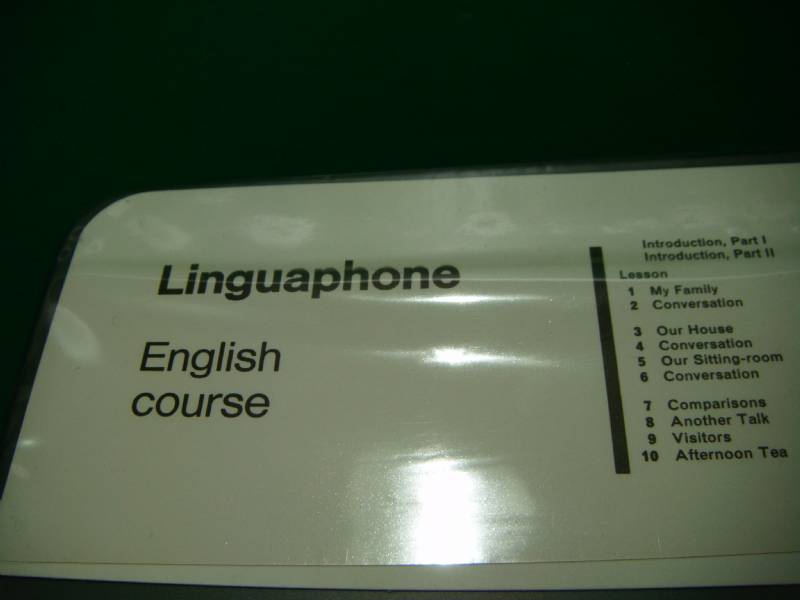 Linguaphone
English
course
Introduction, Part I
Introduction, Part II
Lesson
1 My Family
2 Conversation
3 Our House
4 Conversation
5 Our Sitting-room
6 Conversation
7 Comparisons
8 Another Talk
9 Visitors
10 Afternoon Tea